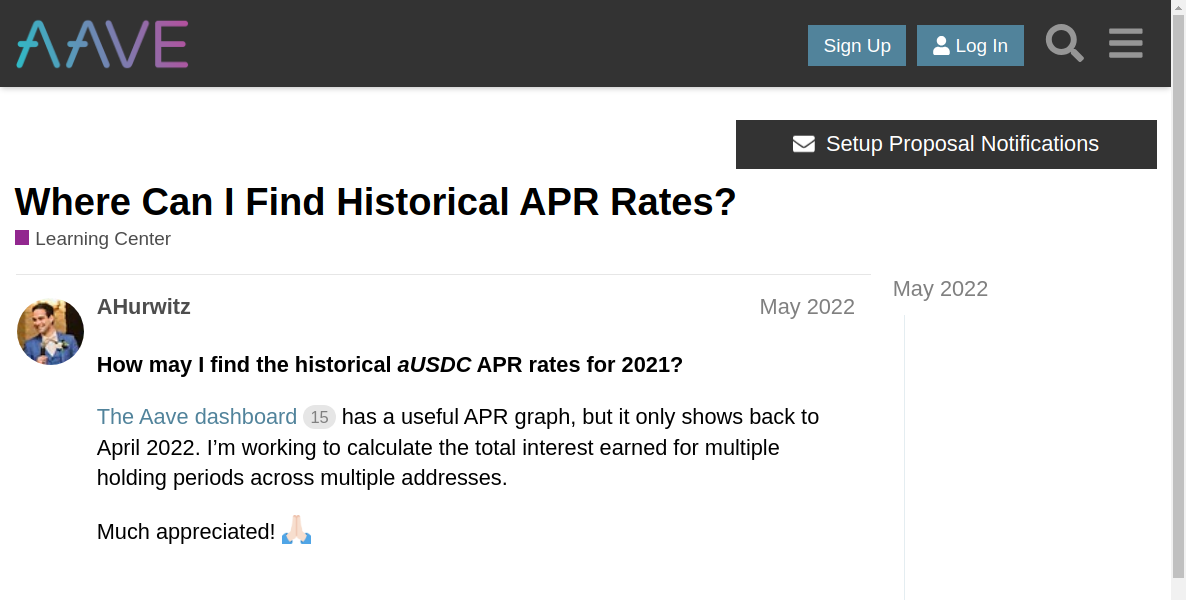 AAVE
Sign Up
Log In
Setup Proposal Notifications
Where Can I Find Historical APR Rates?
Learning Center
AHurwitz
May 2022
May 2022
How may I find the historical aUSDC APR rates for 2021?
The Aave dashboard 15 has a useful APR graph, but it only shows back to
April 2022. I’m working to calculate the total interest earned for multiple
holding periods across multiple addresses.
Much appreciated!